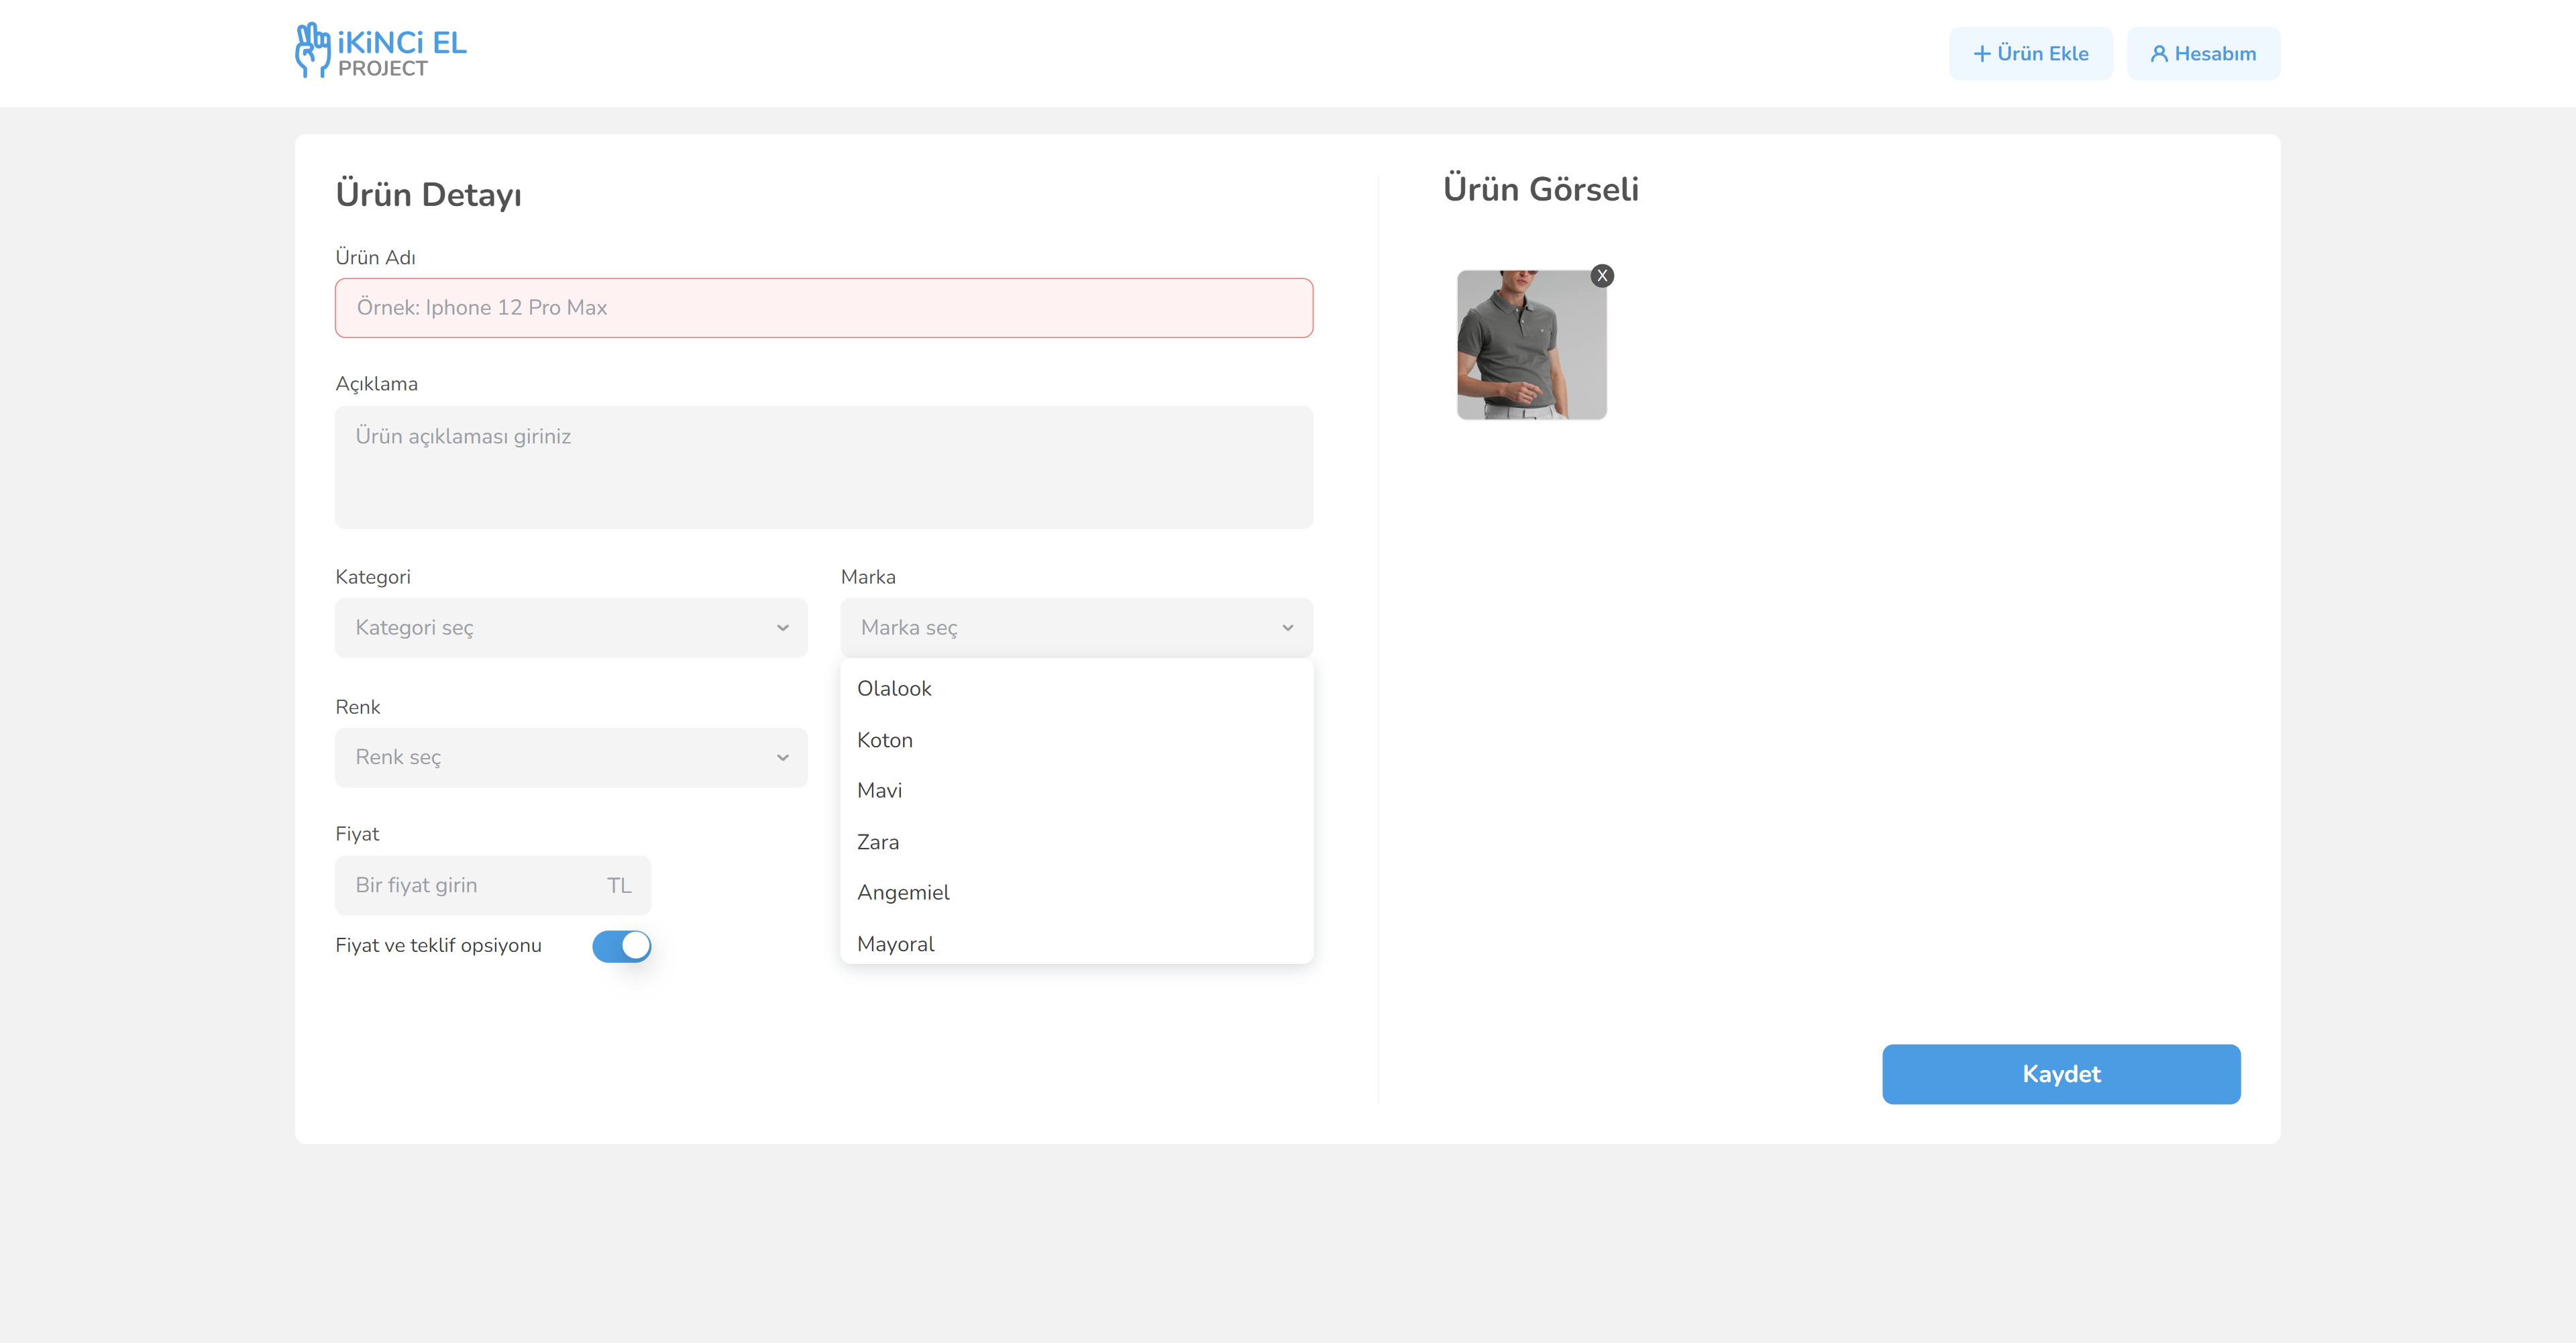 iKiNCi EL
PROJECT
Ürün Ekle
Hesabım
Ürün Detayı
Ürün Adı
Örnek: Iphone 12 Pro Max
Açıklama
Ürün açıklaması giriniz
Kategori
Kategori seç
Marka
Marka seç
Olalook
Koton
Mavi
Zara
Angemiel
Mayoral
Renk
Renk seç
Fiyat
Bir fiyat girin TL
Fiyat ve teklif opsiyonu
Ürün Görseli
X
Kaydet